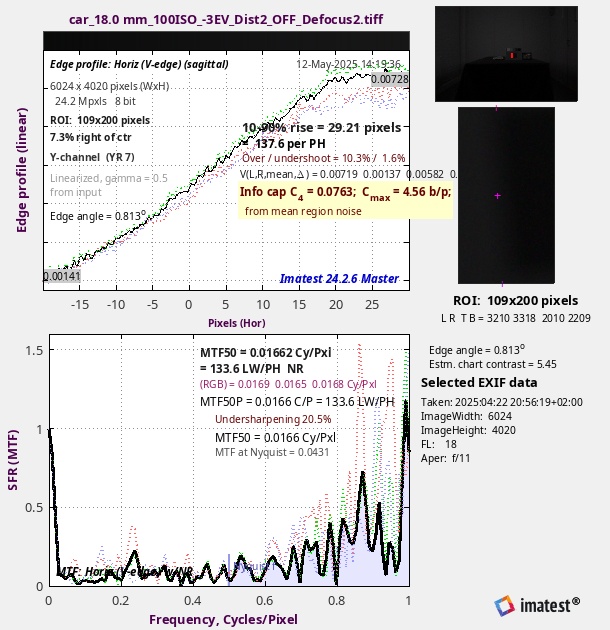 car_18.0 mm_100ISO_-3EV_Dist2_OFF_Defocus2.tiff
Edge profile: Horiz (V-edge) (sagittal)
12-May-2025 14:19:36
0.00728
6024 x 4020 pixels (WxH)
24.2 Mpxls 8 bit
ROI: 109x200 pixels
7.3% right of ctr
Y-channel (YR 7)
Linearized, gamma = 0.5
from input
Edge angle = 0.813o
10-90% rise = 29.21 pixels
= 137.6 per PH
Over / undershoot = 10.3% / 1.6%
V(L,R,mean,Δ) = 0.00719 0.00137 0.00582 0.
Info cap C4 = 0.0763; Cmax = 4.56 b/p;
from mean region noise
0.00141
Imatest 24.2.6 Master
Edge profile (linear)
-15 -10 -5 0 5 10 15 20 25
Pixels (Hor)
ROI: 109x200 pixels
L R T B = 3210 3318 2010 2209
Edge angle = 0.813o
Estm. chart contrast = 5.45
Selected EXIF data
Taken: 2025:04:22 20:56:19+02:00
ImageWidth: 6024
ImageHeight: 4020
FL: 18
Aper: f/11
MTF50 = 0.01662 Cy/Pxl
= 133.6 LW/PH NR
(RGB) = 0.0169 0.0165 0.0168 Cy/Pxl
MTF50P = 0.0166 C/P = 133.6 LW/PH
Undersharpening 20.5%
MTF50 = 0.0166 Cy/Pxl
MTF at Nyquist = 0.0431
1.5
1
0.5
0
SFR (MTF)
MTF: Horiz (V-edge) w/NR
Nyquist
0 0.2 0.4 0.6 0.8 1
Frequency, Cycles/Pixel
imatest®